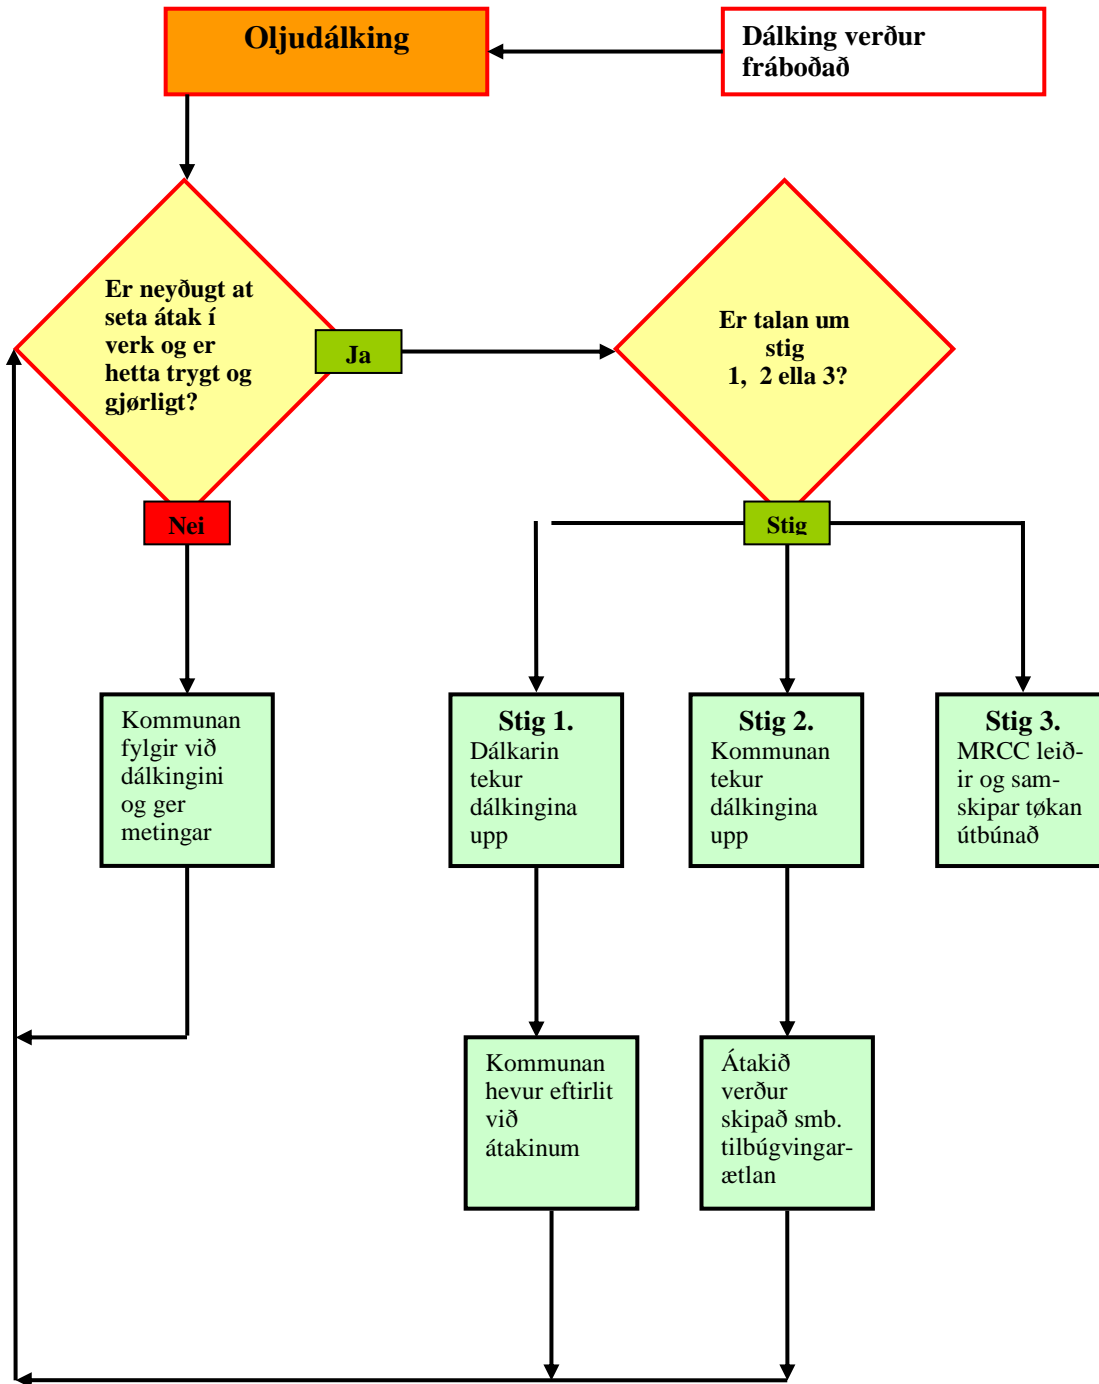 Oljudálking
Dálking verður
fráboðað
Er neyðugt at
seta átak í
verk og er
hetta trygt og
gjørligt?
Ja
Er talan um
stig
1, 2 ella 3?
Nei
Stig
Kommunan
fylgir við
dálkingini
og ger
metingar
Stig 1.
Dálkarin
tekur
dálkingina
upp
Stig 2.
Kommunan
tekur
dálkingina
upp
Stig 3.
MRCC leið-
ir og sam-
skipar tøkan
útbúnað
Kommunan
hevur eftirlit
við
átakinum
Átakið
verður
skipað smb.
tilbúgvingar-
ætlan